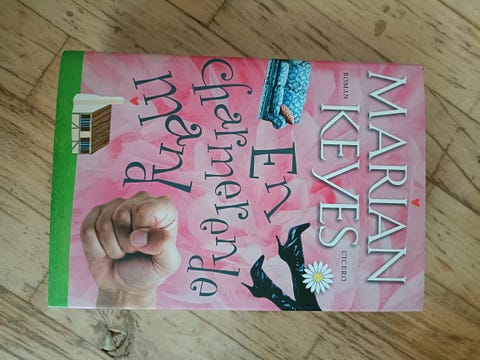 MARIAN
KEYES
ROMAN
CICERO
En
charmerende
mand